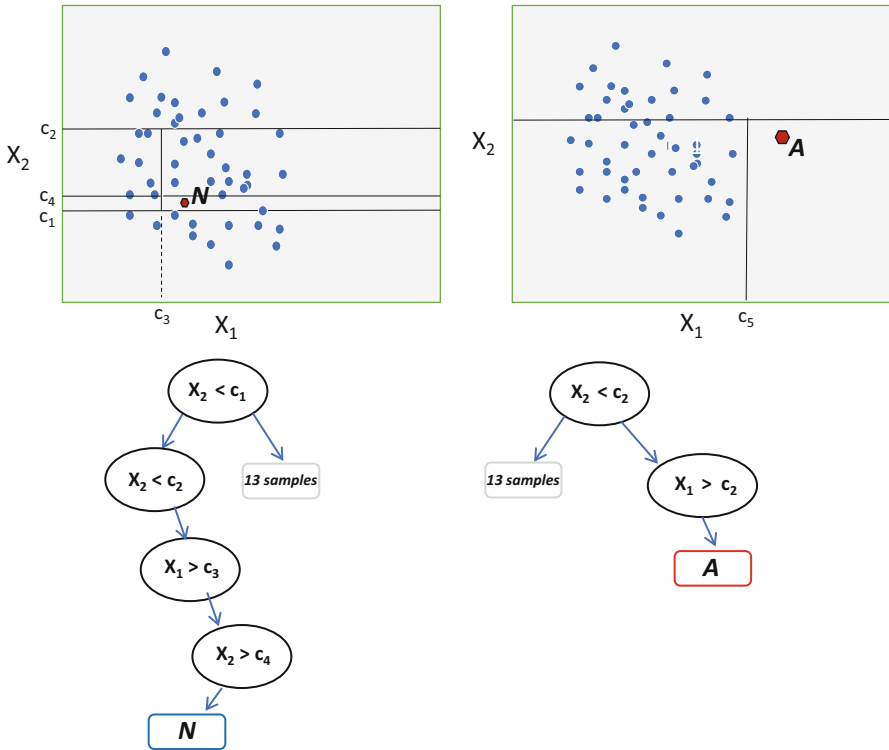 c₂
X₂
c₄
c₁
N
c₃
X₁
X₂
A
X₁
c₅
X₂ < c₁
X₂ < c₂
13 samples
X₁ > c₃
X₂ > c₄
N
X₂ < c₂
13 samples
X₁ > c₂
A